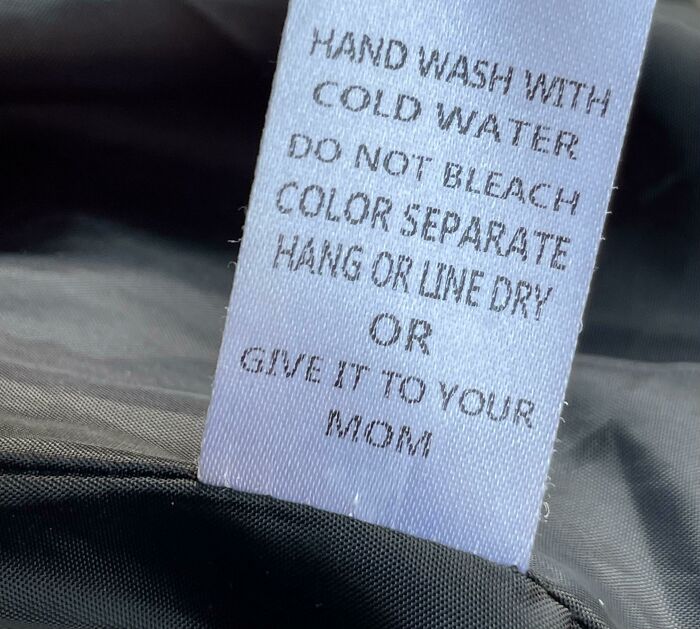 HAND WASH WITH
COLD WATER
DO NOT BLEACH
COLOR SEPARATE
HANG OR LINE DRY
OR
GIVE IT TO YOUR
MOM